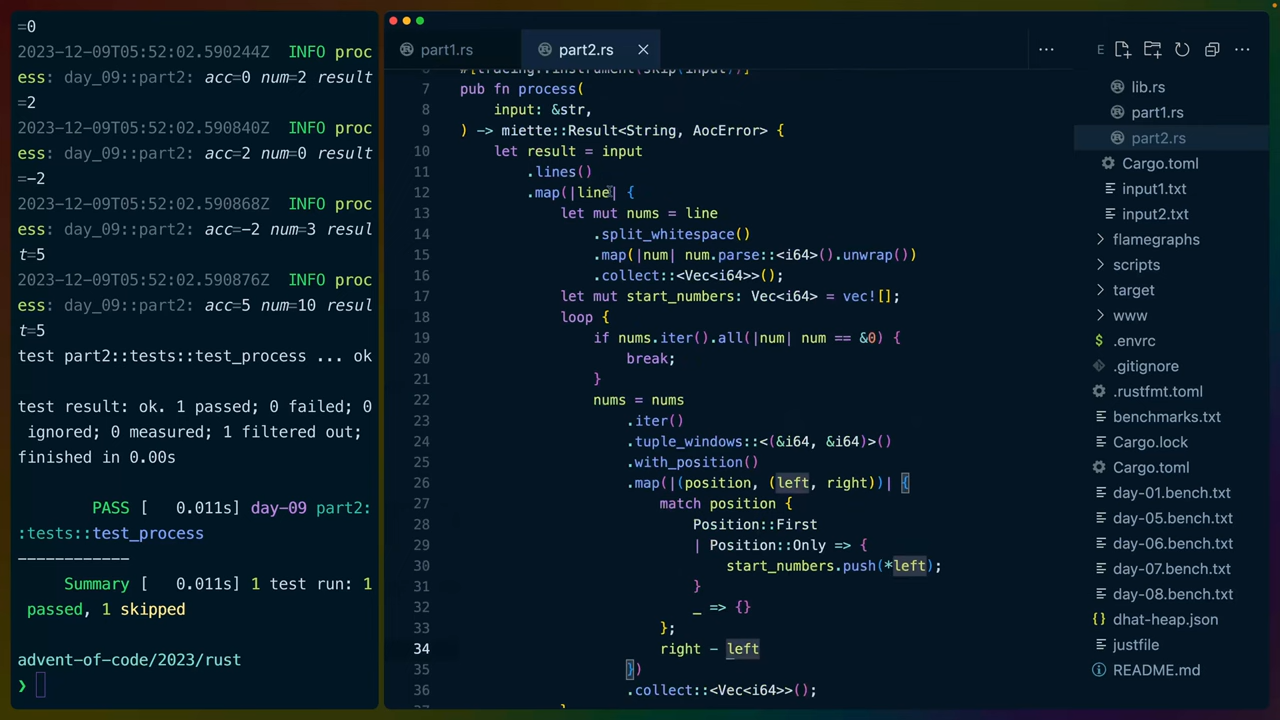 =0
2023-12-09T05:52:02.590244Z  INFO proc
ess: day_09::part2: acc=0 num=2 result
=2
2023-12-09T05:52:02.590840Z  INFO proc
ess: day_09::part2: acc=2 num=0 result
=-2
2023-12-09T05:52:02.590868Z  INFO proc
ess: day_09::part2: acc=-2 num=3 resul
t=5
2023-12-09T05:52:02.590876Z  INFO proc
ess: day_09::part2: acc=5 num=10 resul
t=5
test part2::tests::test_process ... ok
test result: ok. 1 passed; 0 failed; 0
ignored; 0 measured; 1 filtered out;
finished in 0.00s
PASS [   0.011s] day-09 part2:
:tests::test_process
------------
Summary [   0.011s] 1 test run: 1
passed, 1 skipped
advent-of-code/2023/rust
❯
part1.rs
part2.rs
6 #[tracing::instrument(skip(input))]
7 pub fn process(
8 input: &str,
9 ) -> miette::Result<String, AocError> {
10 let result = input
11 .lines()
12 .map(|line| {
13 let mut nums = line
14 .split_whitespace()
15 .map(|num| num.parse::<i64>().unwrap())
16 .collect::<Vec<i64>>();
17 let mut start_numbers: Vec<i64> = vec![];
18 loop {
19 if nums.iter().all(|num| num == &0) {
20 break;
21 }
22 nums = nums
23 .iter()
24 .tuple_windows::<(&i64, &i64)>()
25 .with_position()
26 .map(|(position, (left, right))| {
27 match position {
28 Position::First
29 | Position::Only => {
30 start_numbers.push(*left);
31 }
32 _ => {}
33 };
34 right - left
35 })
36 .collect::<Vec<i64>>();
}
E
lib.rs
part1.rs
part2.rs
Cargo.toml
input1.txt
input2.txt
flamegraphs
scripts
target
www
.envrc
.gitignore
.rustfmt.toml
benchmarks.txt
Cargo.lock
Cargo.toml
day-01.bench.txt
day-05.bench.txt
day-06.bench.txt
day-07.bench.txt
day-08.bench.txt
dhat-heap.json
justfile
README.md